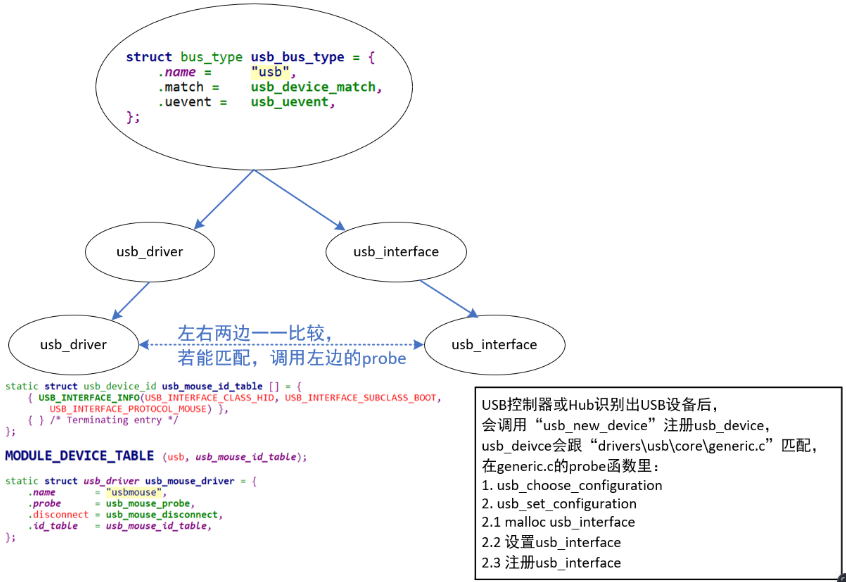 struct bus_type usb_bus_type = {
.name = "usb",
.match = usb_device_match,
.uevent = usb_uevent,
};
usb_driver
usb_interface
usb_driver
左右两边一一比较，
若能匹配，调用左边的probe
usb_interface
static struct usb_device_id usb_mouse_id_table [] = {
{ USB_INTERFACE_INFO(USB_INTERFACE_CLASS_HID, USB_INTERFACE_SUBCLASS_BOOT,
USB_INTERFACE_PROTOCOL_MOUSE) },
{ } /* Terminating entry */
};
MODULE_DEVICE_TABLE (usb, usb_mouse_id_table);
static struct usb_driver usb_mouse_driver = {
.name = "usbmouse",
.probe = usb_mouse_probe,
.disconnect = usb_mouse_disconnect,
.id_table = usb_mouse_id_table,
};
USB控制器或Hub识别出USB设备后，
会调用“usb_new_device”注册usb_device，
usb_deivce会跟“drivers\usb\core\generic.c”匹配，
在generic.c的probe函数里：
1. usb_choose_configuration
2. usb_set_configuration
2.1 malloc usb_interface
2.2 设置usb_interface
2.3 注册usb_interface